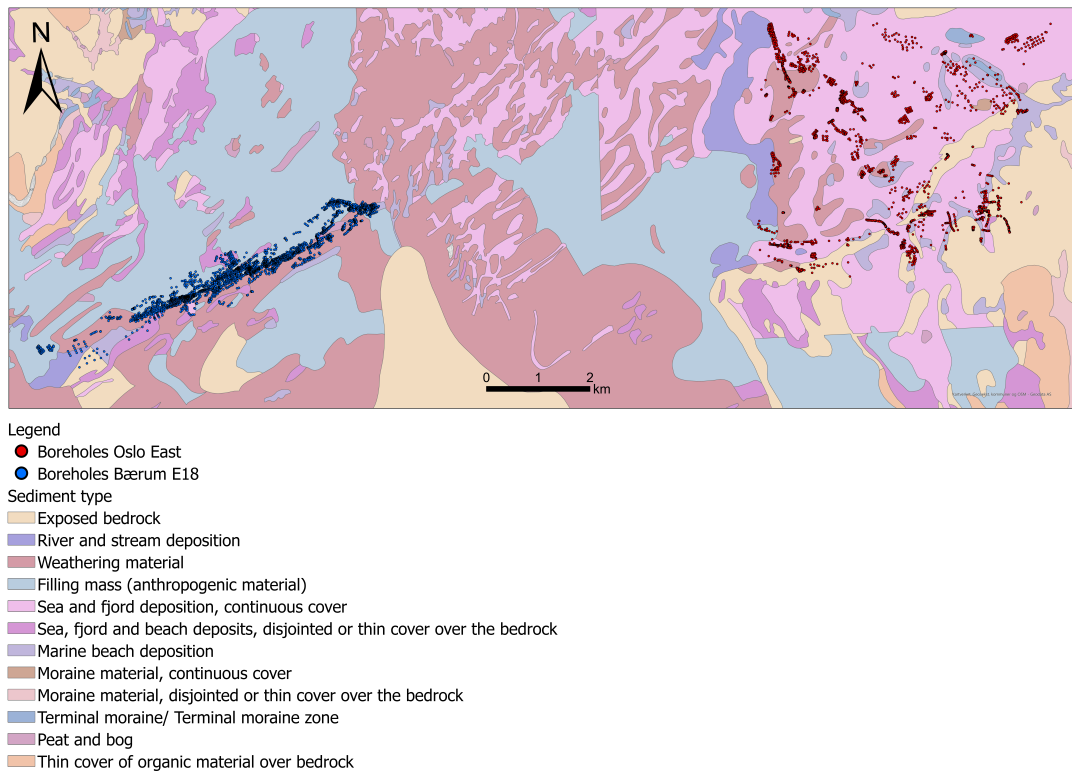 N
0 1 2
km
Legend
Boreholes Oslo East
Boreholes Bærum E18
Sediment type
Exposed bedrock
River and stream deposition
Weathering material
Filling mass (anthropogenic material)
Sea and fjord deposition, continuous cover
Sea, fjord and beach deposits, disjointed or thin cover over the bedrock
Marine beach deposition
Moraine material, continuous cover
Moraine material, disjointed or thin cover over the bedrock
Terminal moraine/ Terminal moraine zone
Peat and bog
Thin cover of organic material over bedrock